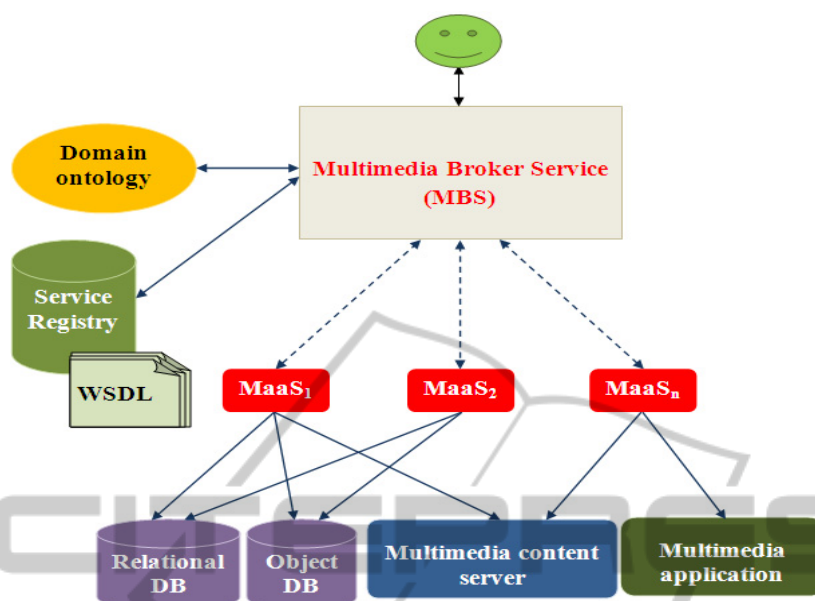 Domain
ontology
Multimedia Broker Service
(MBS)
Service
Registry
WSDL
MaaS₁
MaaS₂
MaaSₙ
Relational
DB
Object
DB
Multimedia content
server
Multimedia
application